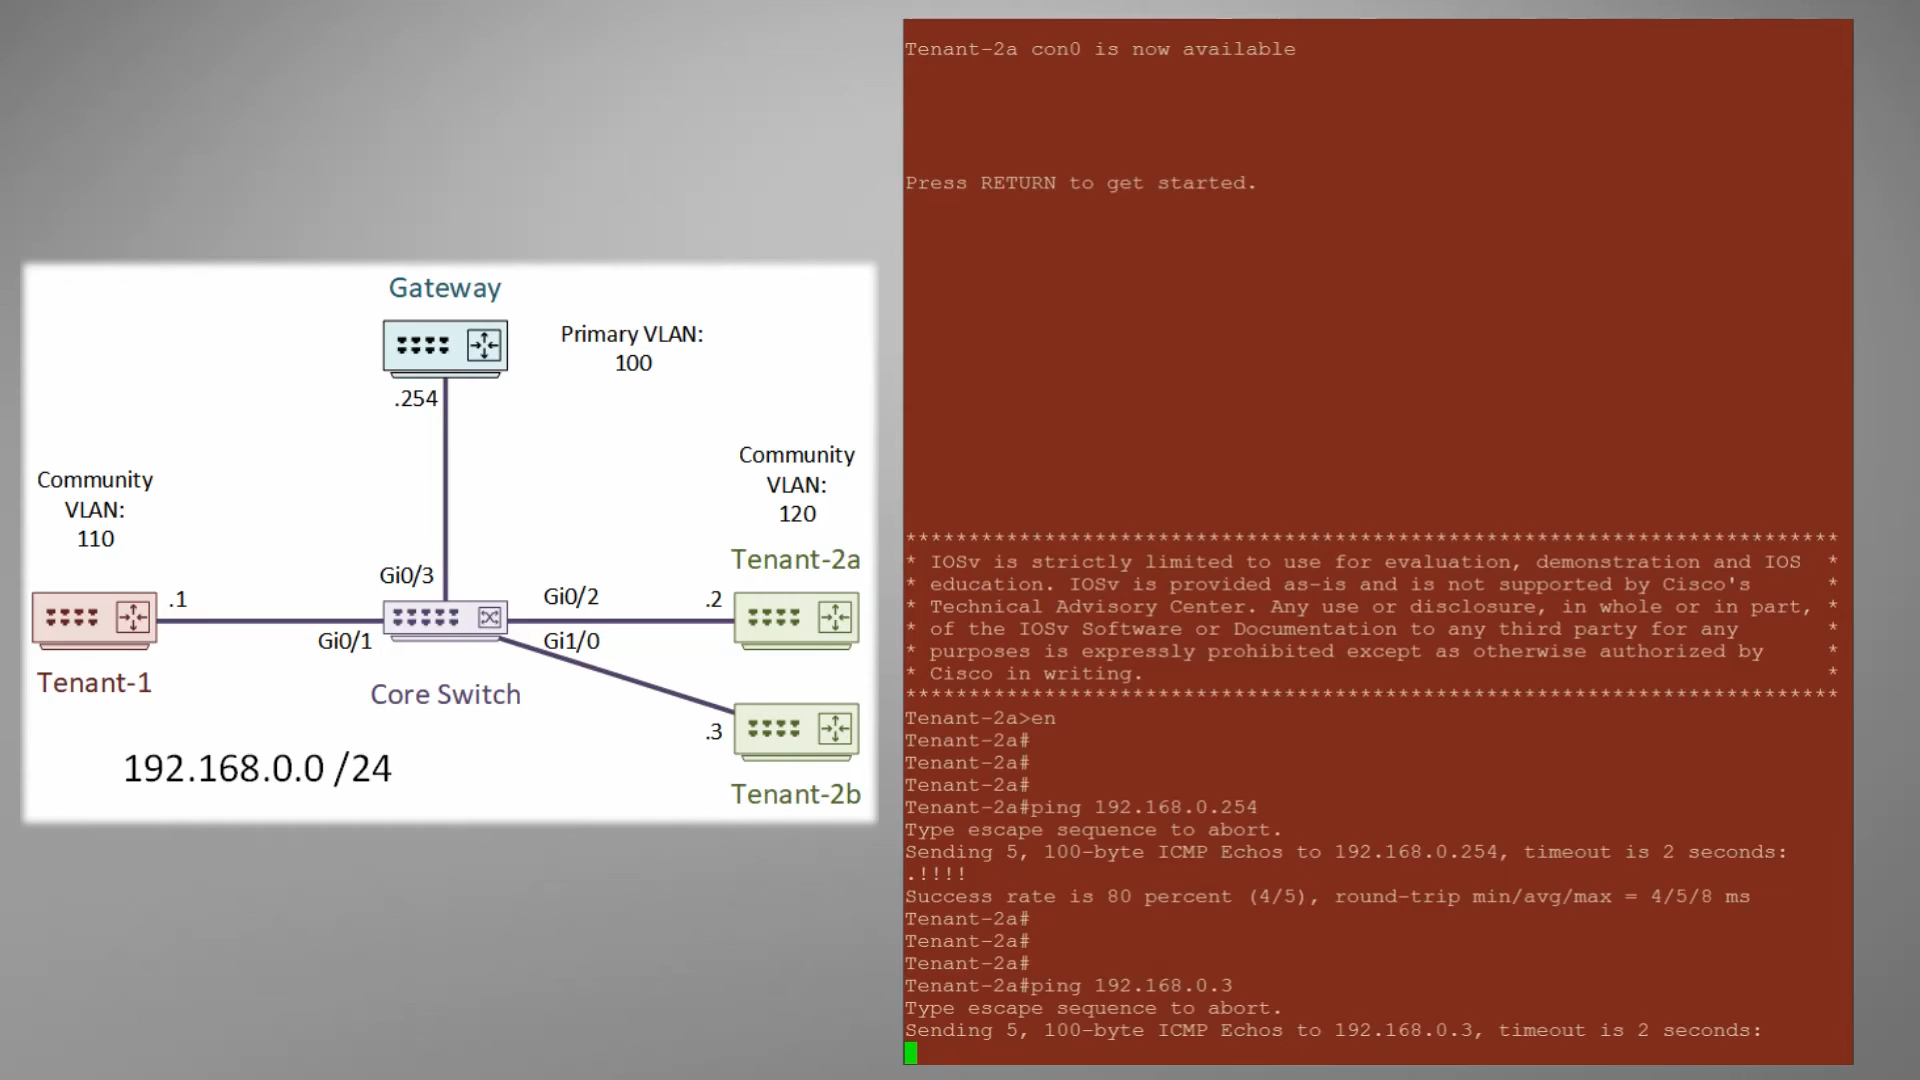 Gateway
Primary VLAN:
100
.254
Community
VLAN:
110
Community
VLAN:
120
Tenant-2a
Gi0/3
Gi0/2
.1
.2
Gi0/1
Gi1/0
Tenant-1
Core Switch
.3
192.168.0.0 /24
Tenant-2b
Tenant-2a con0 is now available
Press RETURN to get started.
**************************************************************************
* IOSv is strictly limited to use for evaluation, demonstration and IOS  *
* education. IOSv is provided as-is and is not supported by Cisco's      *
* Technical Advisory Center. Any use or disclosure, in whole or in part, *
* of the IOSv Software or Documentation to any third party for any       *
* purposes is expressly prohibited except as otherwise authorized by     *
* Cisco in writing.                                                      *
**************************************************************************
Tenant-2a>en
Tenant-2a#
Tenant-2a#
Tenant-2a#
Tenant-2a#ping 192.168.0.254
Type escape sequence to abort.
Sending 5, 100-byte ICMP Echos to 192.168.0.254, timeout is 2 seconds:
.!!!!
Success rate is 80 percent (4/5), round-trip min/avg/max = 4/5/8 ms
Tenant-2a#
Tenant-2a#
Tenant-2a#
Tenant-2a#ping 192.168.0.3
Type escape sequence to abort.
Sending 5, 100-byte ICMP Echos to 192.168.0.3, timeout is 2 seconds: